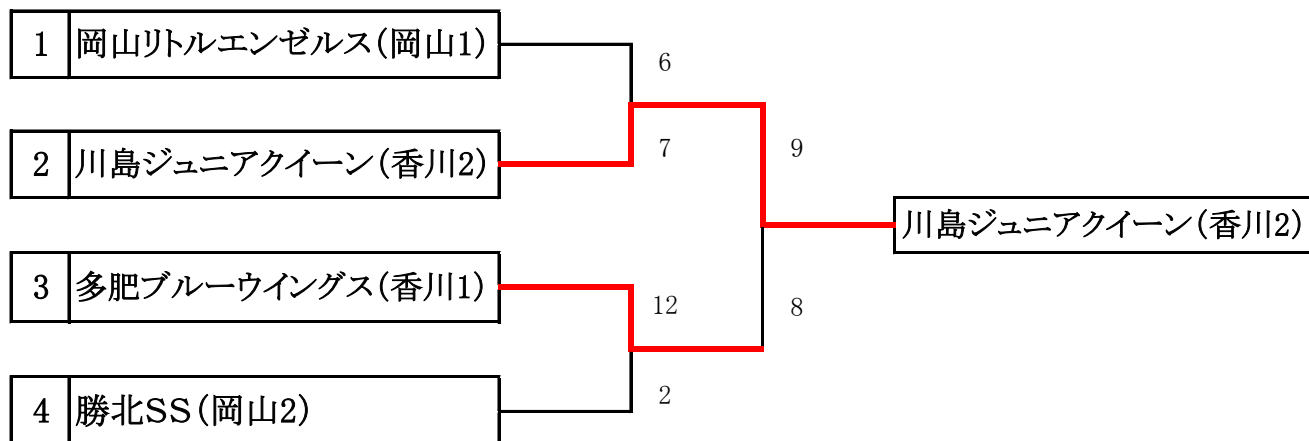 1 岡山リトルエンゼルス(岡山1)
6
2 川島ジュニアクイーン(香川2)
7
9
川島ジュニアクイーン(香川2)
3 多肥ブルーウイングス(香川1)
12
8
4 勝北SS(岡山2)
2